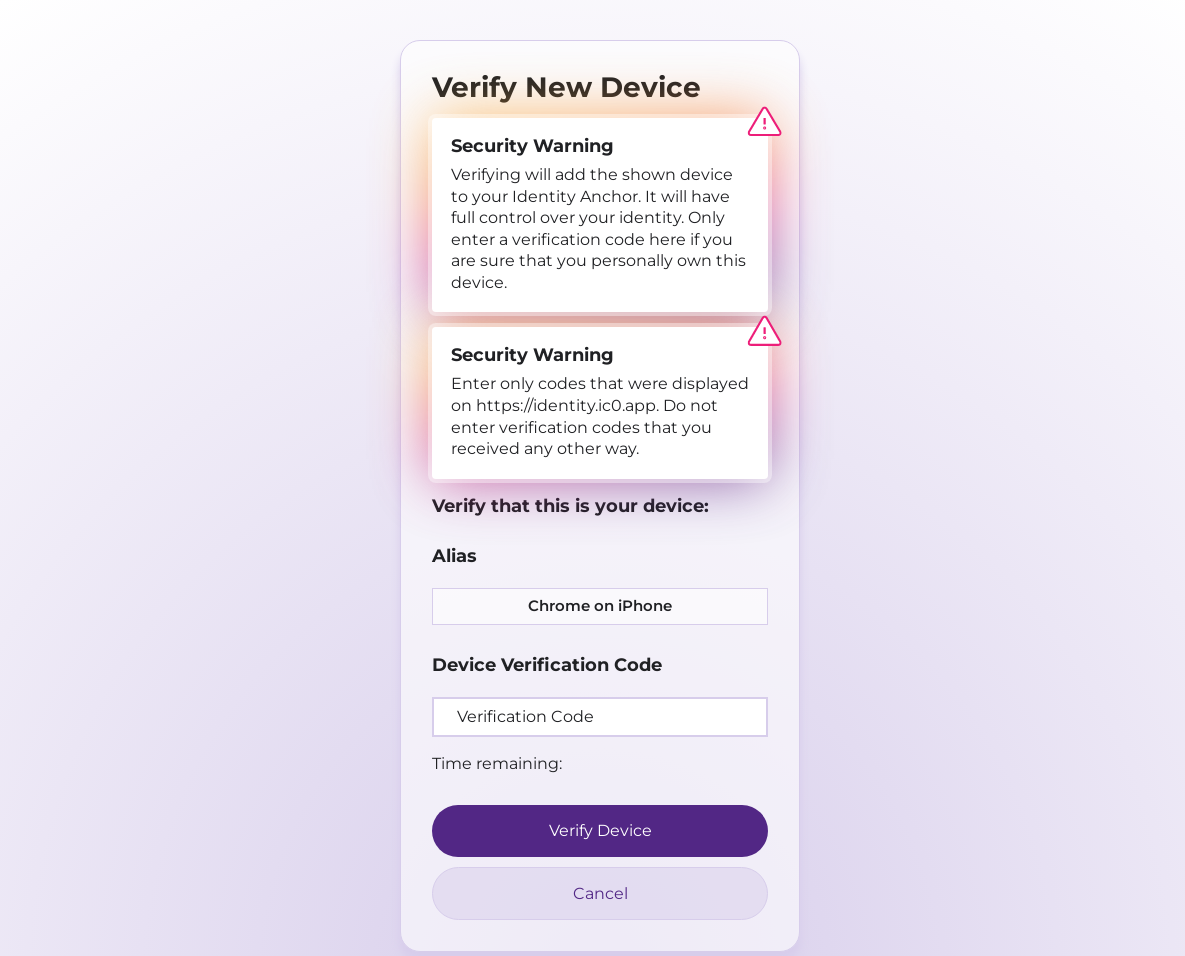 Verify New Device
Security Warning
Verifying will add the shown device
to your Identity Anchor. It will have
full control over your identity. Only
enter a verification code here if you
are sure that you personally own this
device.
Security Warning
Enter only codes that were displayed
on https://identity.ic0.app. Do not
enter verification codes that you
received any other way.
Verify that this is your device:
Alias
Chrome on iPhone
Device Verification Code
Verification Code
Time remaining:
Verify Device
Cancel